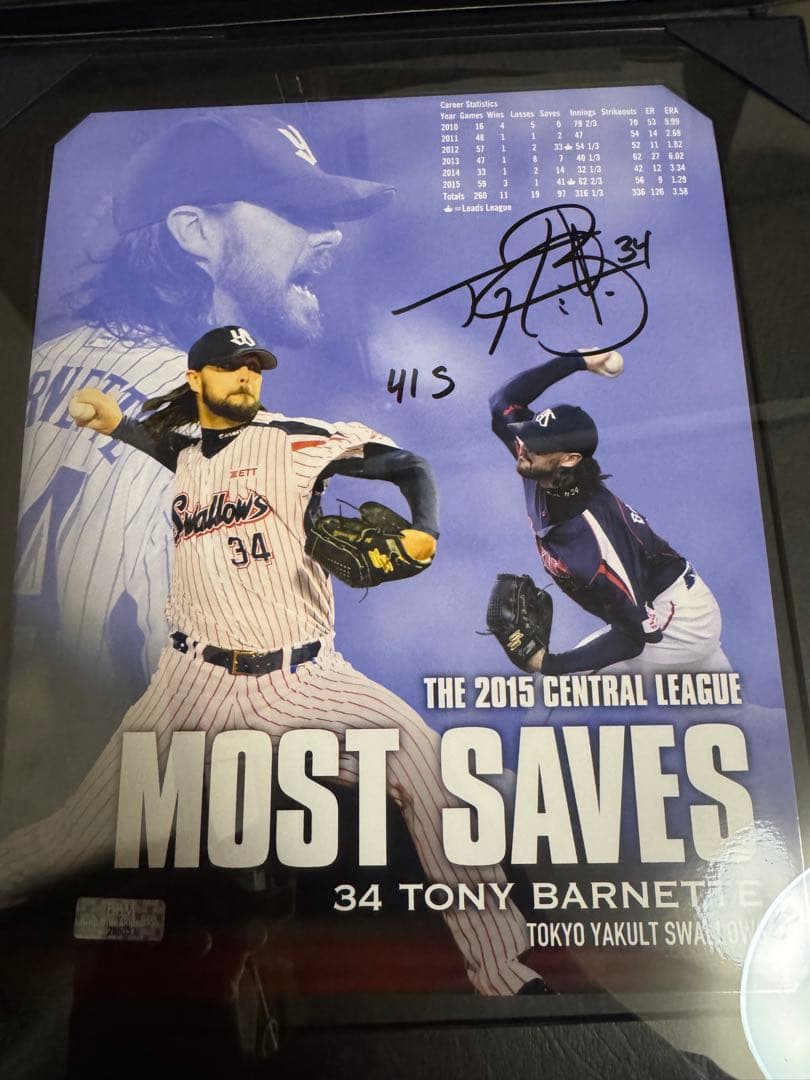 Career Statistics
Year Games Wins Losses Saves Innings Strikeouts ER ERA
2010 16 4 5 0 79 2/3 70 53 5.99
2011 48 1 1 2 47 54 14 2.68
2012 57 1 2 33 54 1/3 52 11 1.82
2013 47 1 8 7 40 1/3 62 27 6.02
2014 33 1 2 14 32 1/3 42 12 3.34
2015 59 3 1 41 62 2/3 56 9 1.29
Totals 260 11 19 97 316 1/3 336 126 3.58
=Leads League
34
41 S
ZETT
Swallows
34
THE 2015 CENTRAL LEAGUE
MOST SAVES
34 TONY BARNETTE
TOKYO YAKULT SWALLOWS